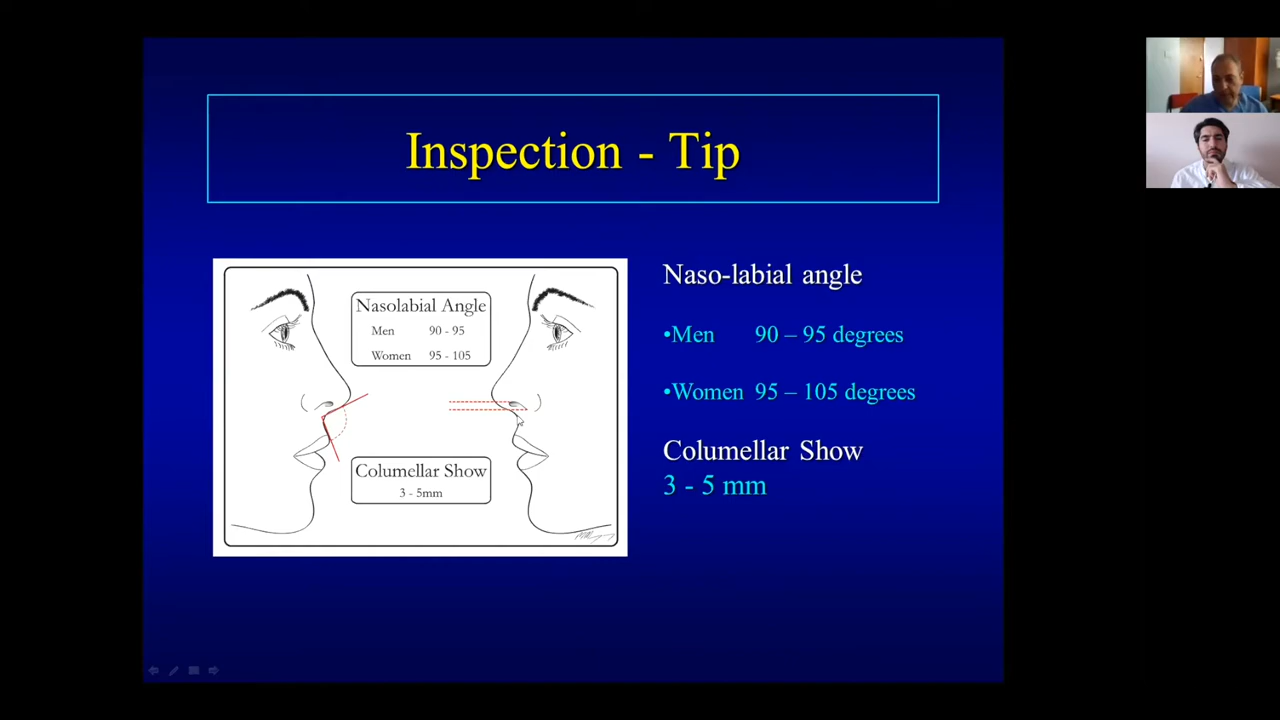 Inspection - Tip
Nasolabial Angle
Men 90 - 95
Women 95 - 105
Columellar Show
3 - 5mm
Naso-labial angle
•Men 90 – 95 degrees
•Women 95 – 105 degrees
Columellar Show
3 - 5 mm